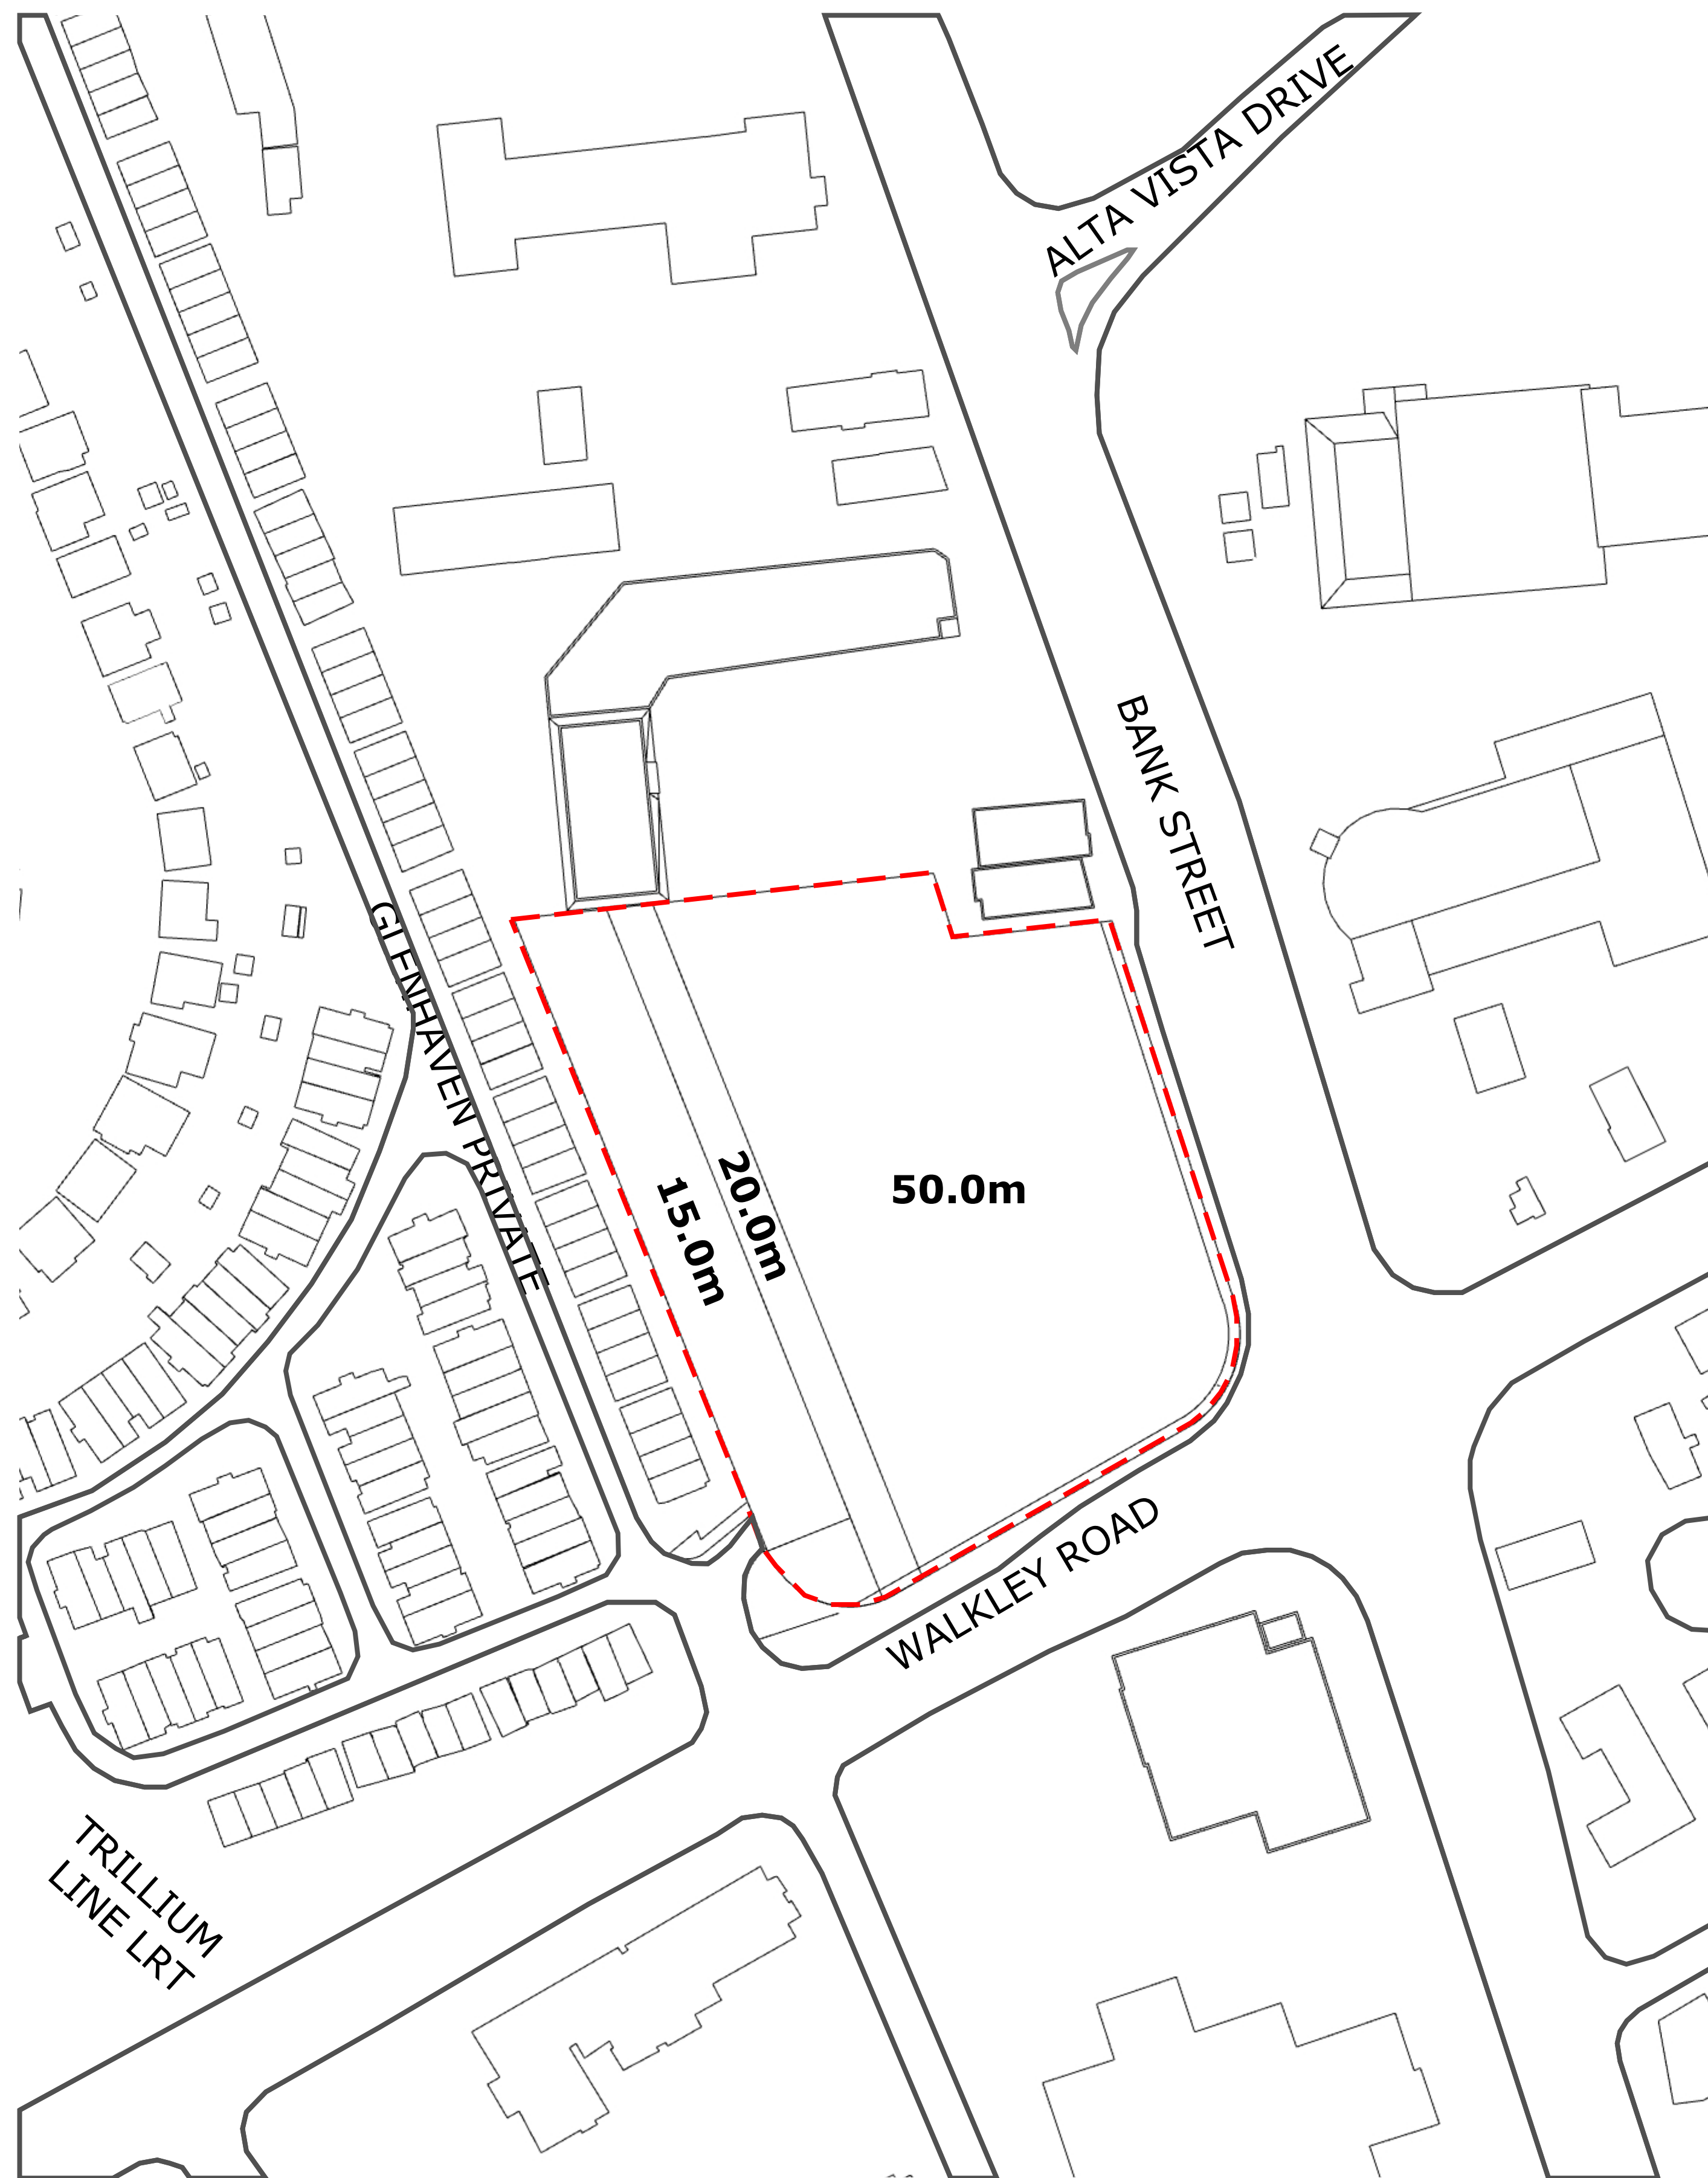 ALTA VISTA DRIVE
BANK STREET
GLENHAVEN PRIVATE
20.0m
15.0m
50.0m
WALKLEY ROAD
TRILLIUM
LINE LRT